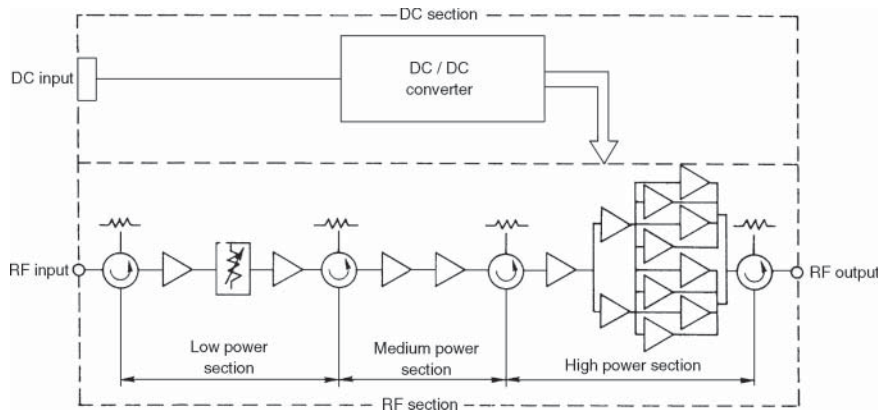 DC section
DC input
DC / DC
converter
RF input
RF output
Low power
section
Medium power
section
High power section
RF section